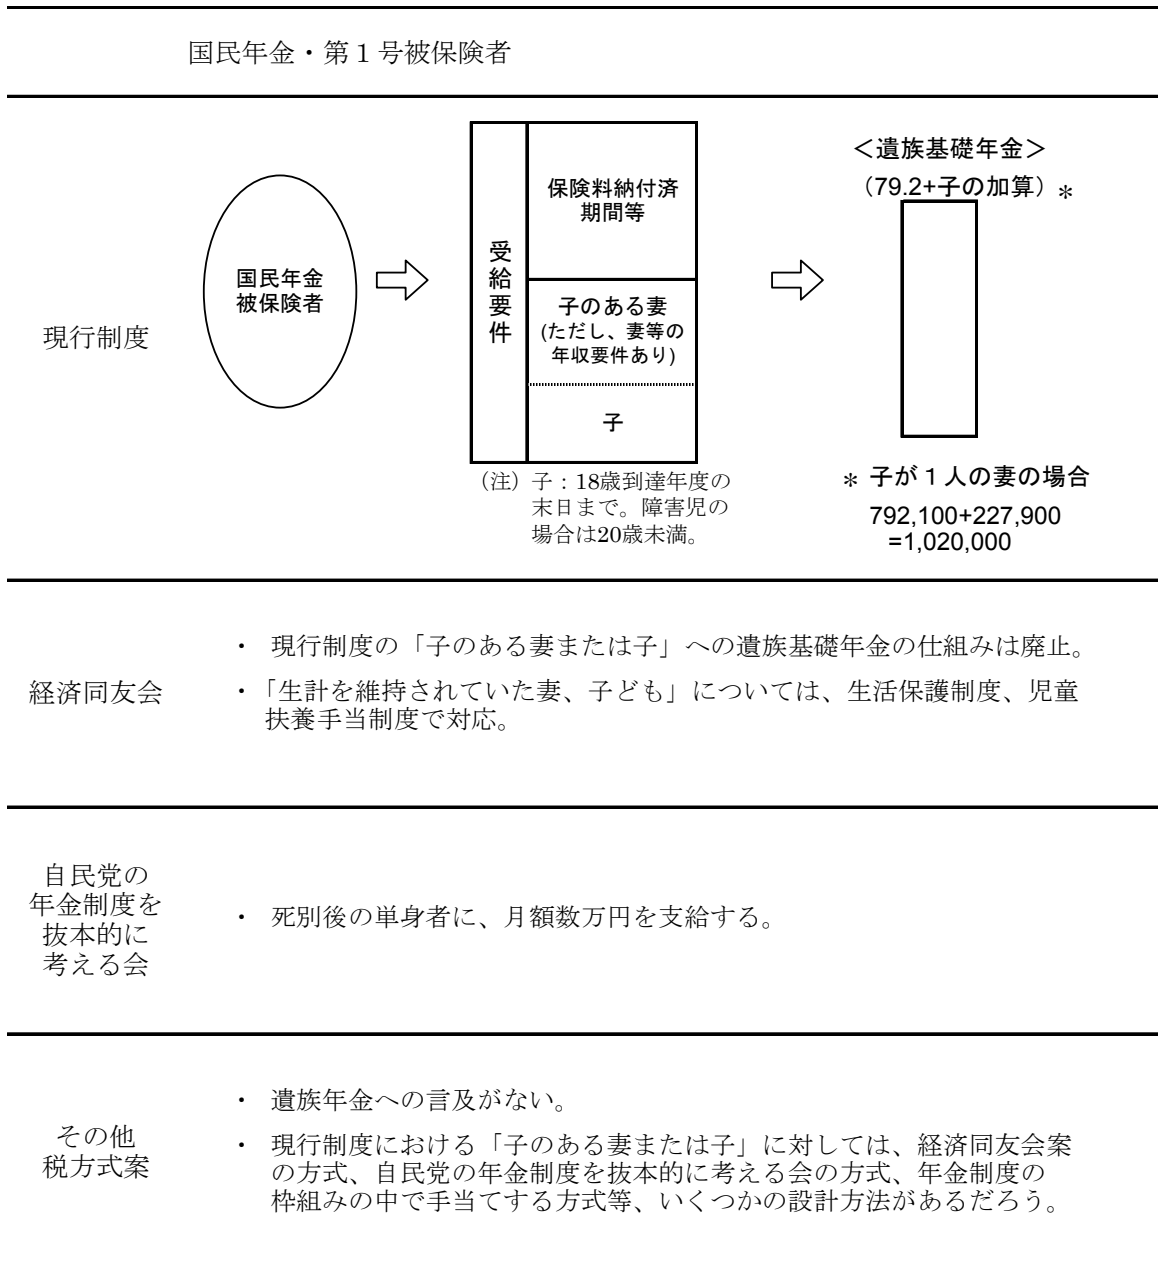 国民年金・第１号被保険者
現行制度
国民年金
被保険者
受給要件
保険料納付済
期間等
子のある妻
(ただし、妻等の
年収要件あり)
子
（注）子：18歳到達年度の
末日まで。障害児の
場合は20歳未満。
＜遺族基礎年金＞
（79.2+子の加算）＊
＊ 子が１人の妻の場合
792,100+227,900
=1,020,000
経済同友会
・ 現行制度の「子のある妻または子」への遺族基礎年金の仕組みは廃止。
・「生計を維持されていた妻、子ども」については、生活保護制度、児童
扶養手当制度で対応。
自民党の
年金制度を
抜本的に
考える会
・ 死別後の単身者に、月額数万円を支給する。
その他
税方式案
・ 遺族年金への言及がない。
・ 現行制度における「子のある妻または子」に対しては、経済同友会案
の方式、自民党の年金制度を抜本的に考える会の方式、年金制度の
枠組みの中で手当てする方式等、いくつかの設計方法があるだろう。